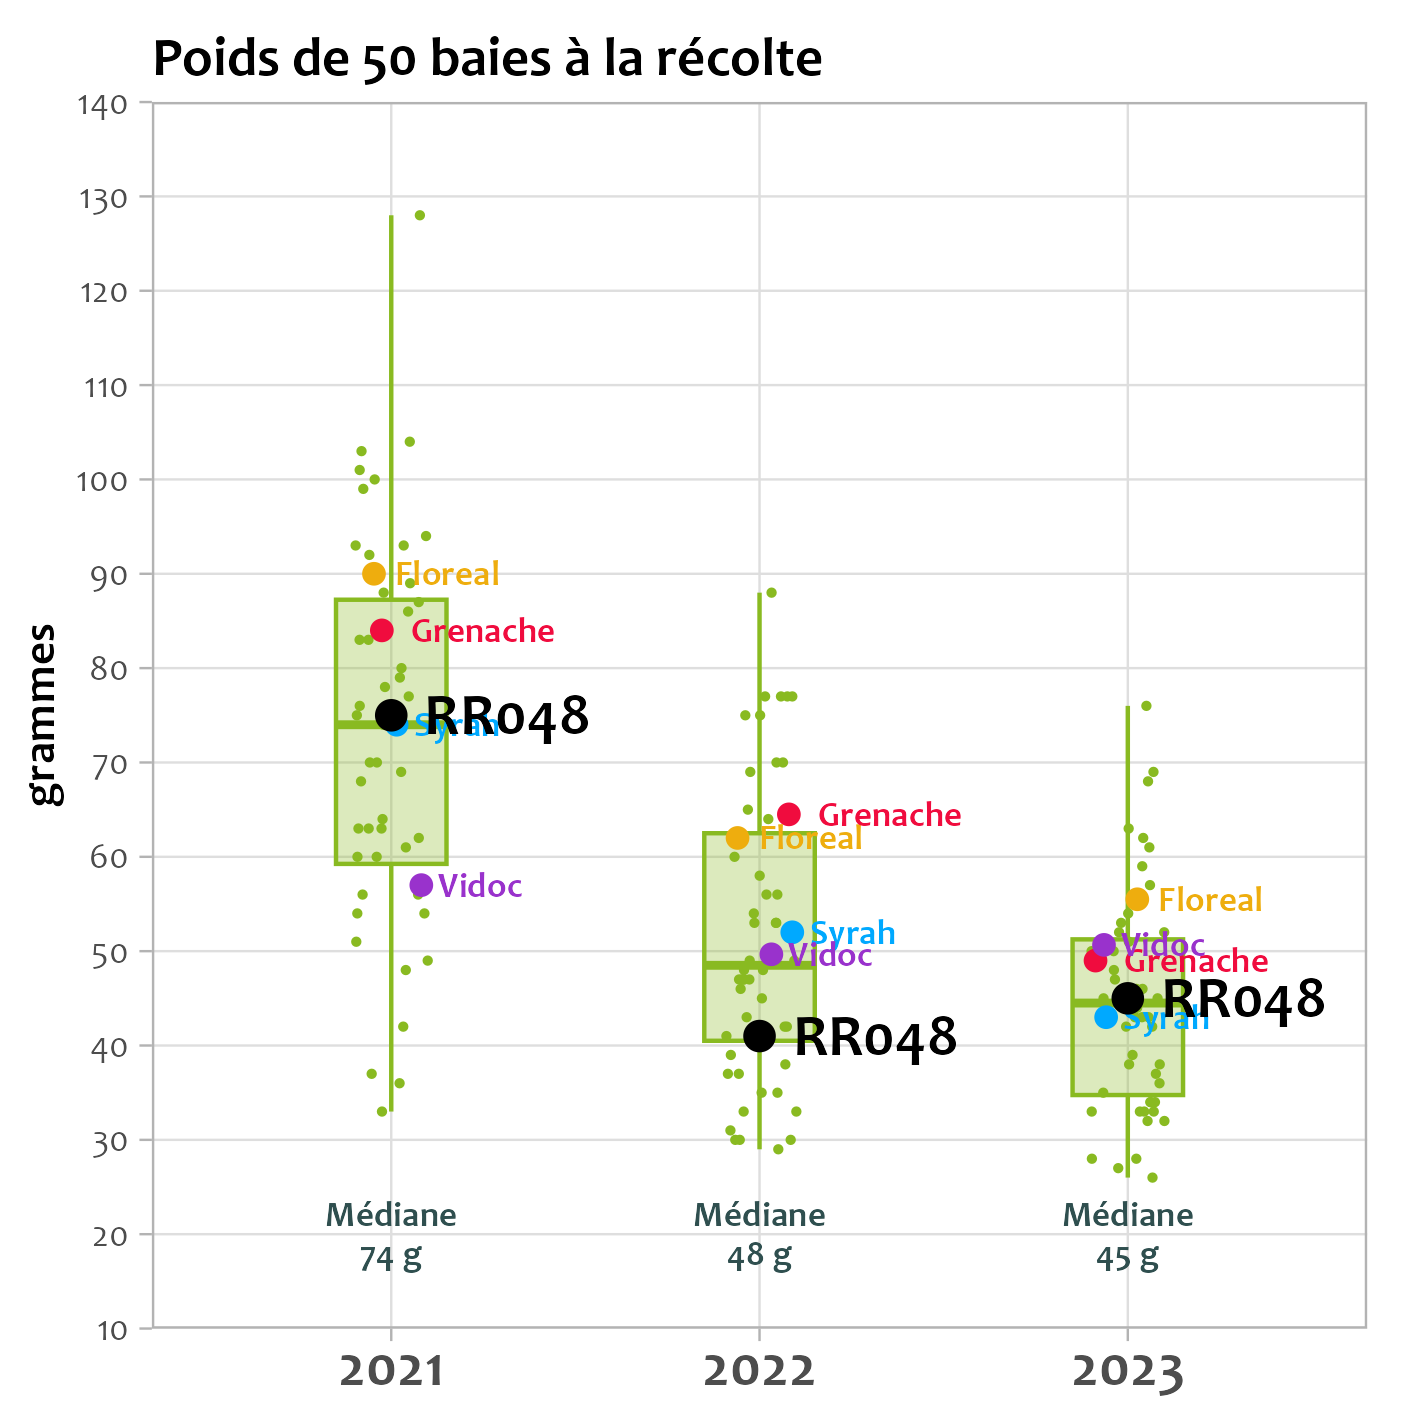 Poids de 50 baies à la récolte
grammes
140
130
120
110
100
90
80
70
60
50
40
30
20
10
Floreal
Grenache
RR048
Syrah
Vidoc
Grenache
Floreal
Syrah
Vidoc
RR048
Floreal
Vidoc
Grenache
RR048
Syrah
Médiane
74 g
Médiane
48 g
Médiane
45 g
2021
2022
2023